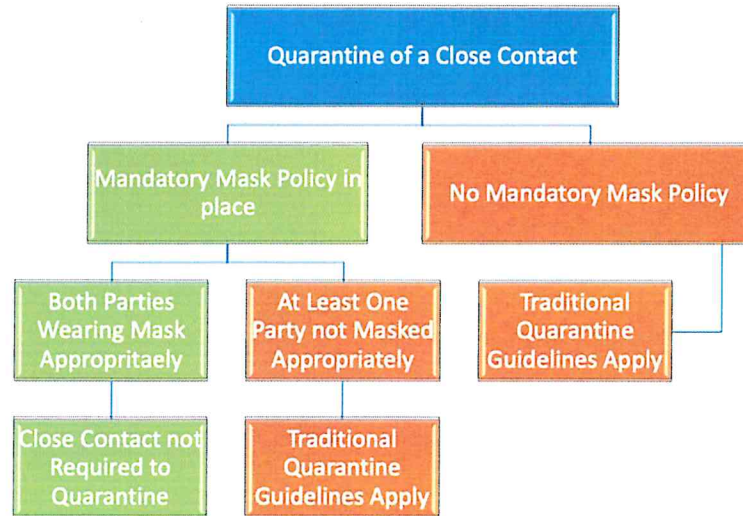 Quarantine of a Close Contact
Mandatory Mask Policy in
place
No Mandatory Mask Policy
Both Parties
Wearing Mask
Appropritaely
At Least One
Party not Masked
Appropriately
Traditional
Quarantine
Guidelines Apply
Close Contact not
Required to
Quarantine
Traditional
Quarantine
Guidelines Apply